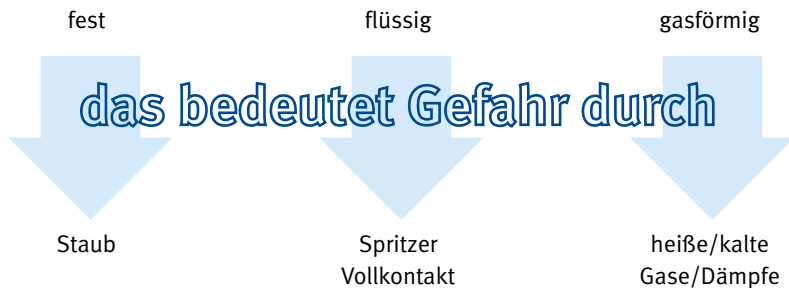 fest flüssig gasförmig
das bedeutet Gefahr durch
Staub Spritzer heiße/kalte
Vollkontakt Gase/Dämpfe